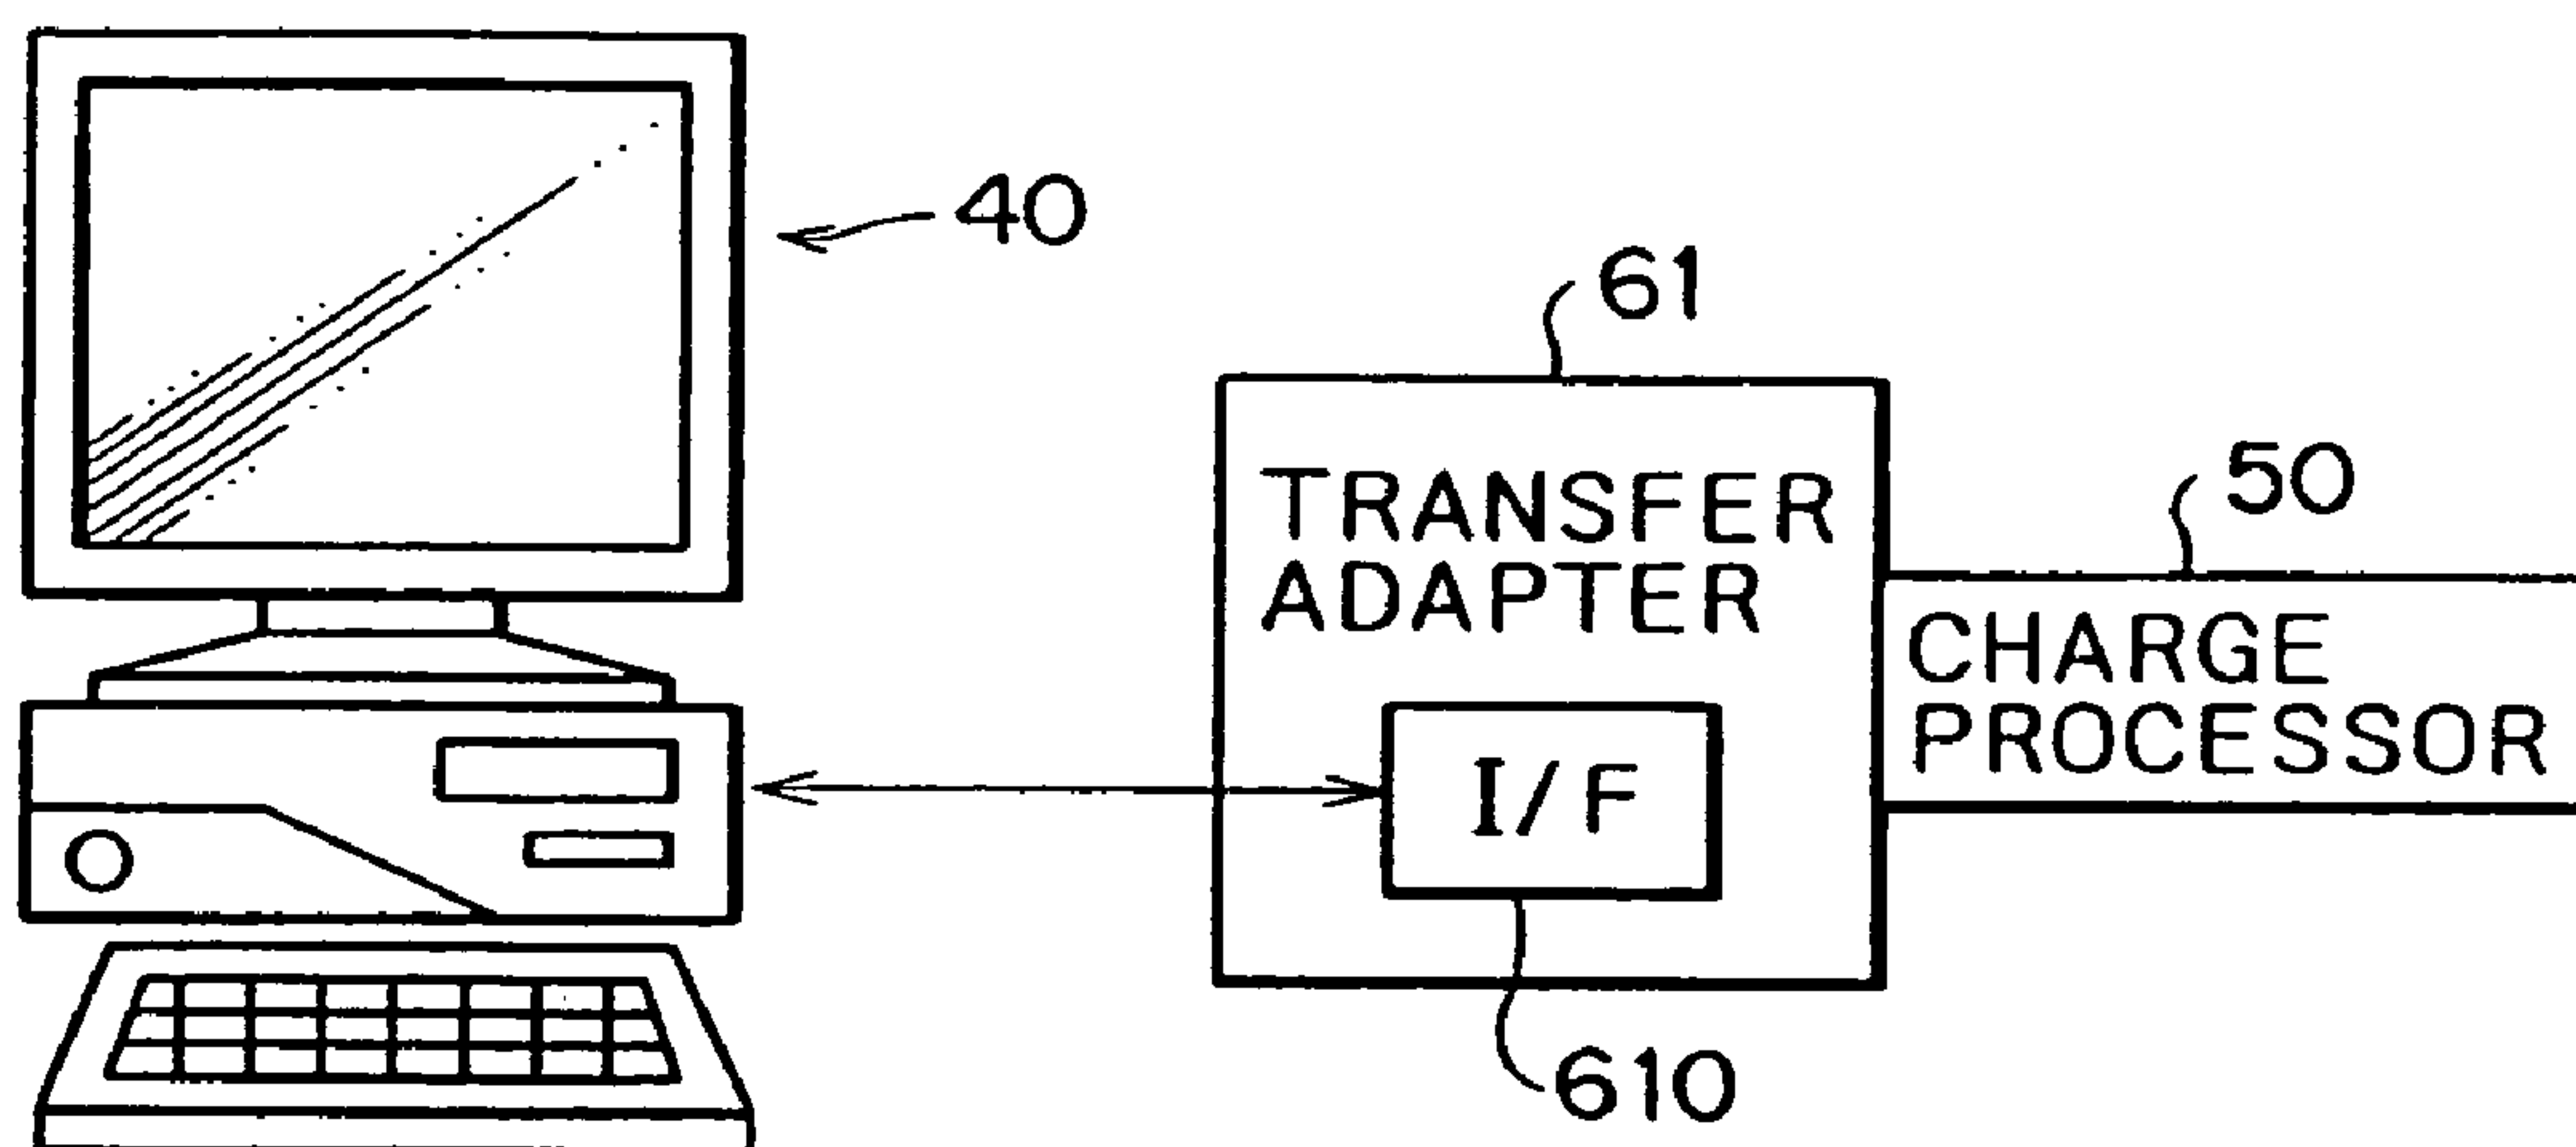 40
61
TRANSFER
ADAPTER
50
CHARGE
PROCESSOR
I/F
610